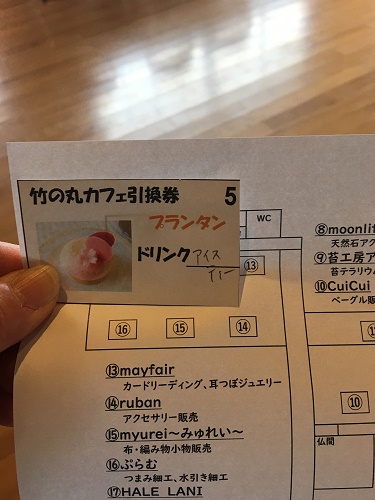 竹の丸カフェ引換券 5
プランタン
ドリンク アイス
ティー
WC
⑬
⑯ ⑮ ⑭
⑬mayfair
カードリーディング、耳つぼジュエリー
⑭ruban
アクセサリー販売
⑮myurei～みゅれい～
布・編み物小物販売
⑯ぷらむ
つまみ細工、水引き細工
⑰HALE LANI
⑧moonlif
天然石アク
⑨苔工房ア
苔テラリウム
⑩CuiCui
ベーグル販
⑩
仏間